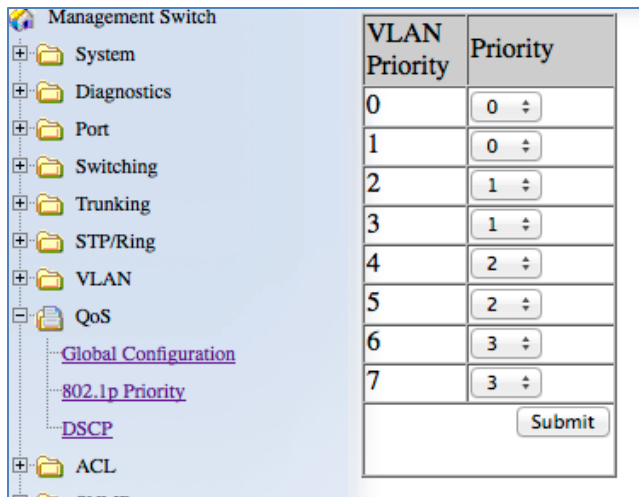 Management Switch
System
Diagnostics
Port
Switching
Trunking
STP/Ring
VLAN
QoS
Global Configuration
802.1p Priority
DSCP
ACL
VLAN Priority Priority
0 0
1 0
2 1
3 1
4 2
5 2
6 3
7 3
Submit